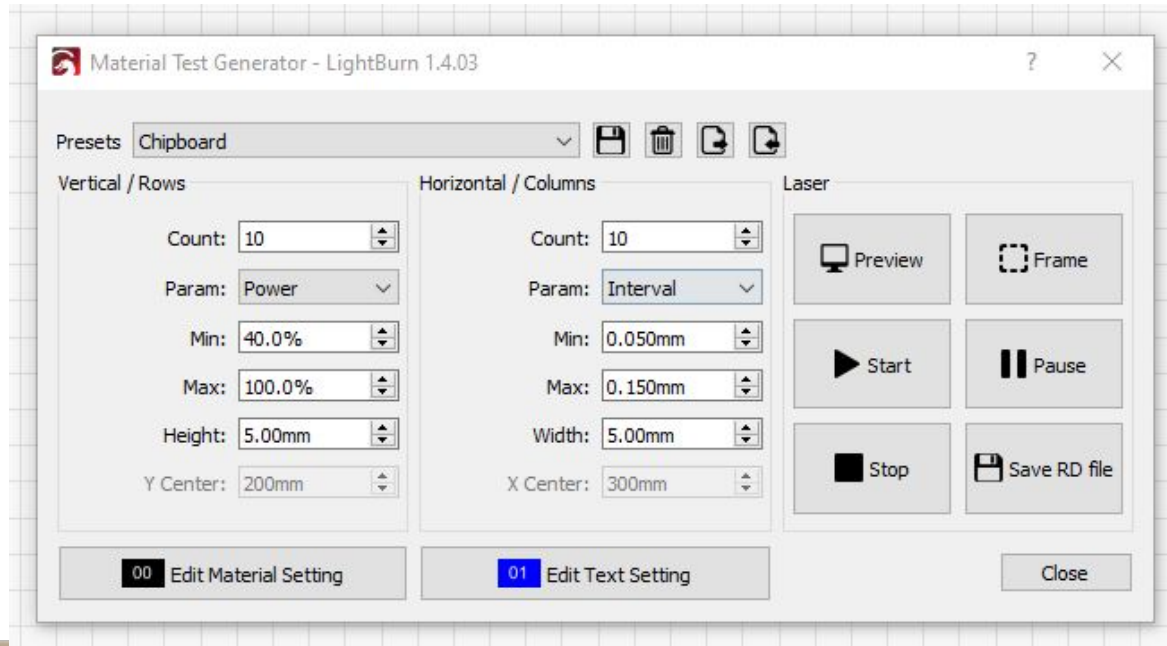 Material Test Generator - LightBurn 1.4.03
?
Presets Chipboard
Vertical / Rows
Count: 10
Param: Power
Min: 40.0%
Max: 100.0%
Height: 5.00mm
Y Center: 200mm
Horizontal / Columns
Count: 10
Param: Interval
Min: 0.050mm
Max: 0.150mm
Width: 5.00mm
X Center: 300mm
Laser
Preview
Frame
Start
Pause
Stop
Save RD file
00 Edit Material Setting
01 Edit Text Setting
Close